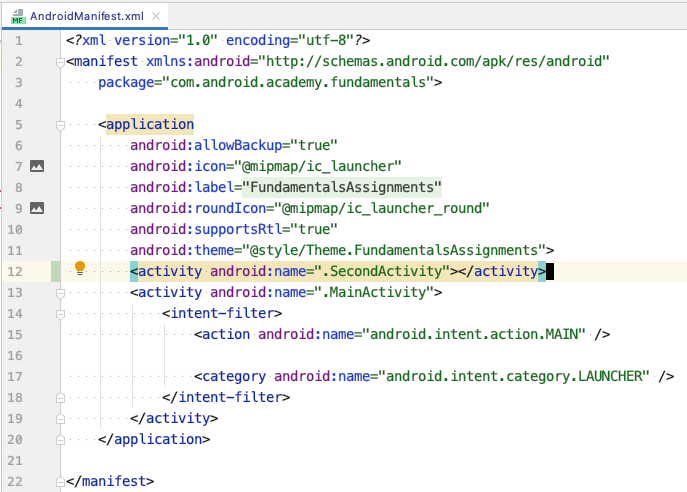 AndroidManifest.xml
1 <?xml version="1.0" encoding="utf-8"?>
2 <manifest xmlns:android="http://schemas.android.com/apk/res/android"
3 package="com.android.academy.fundamentals">
4
5 <application
6 android:allowBackup="true"
7 android:icon="@mipmap/ic_launcher"
8 android:label="FundamentalsAssignments"
9 android:roundIcon="@mipmap/ic_launcher_round"
10 android:supportsRtl="true"
11 android:theme="@style/Theme.FundamentalsAssignments">
12 <activity android:name=".SecondActivity"></activity>
13 <activity android:name=".MainActivity">
14 <intent-filter>
15 <action android:name="android.intent.action.MAIN" />
16
17 <category android:name="android.intent.category.LAUNCHER" />
18 </intent-filter>
19 </activity>
20 </application>
21
22 </manifest>